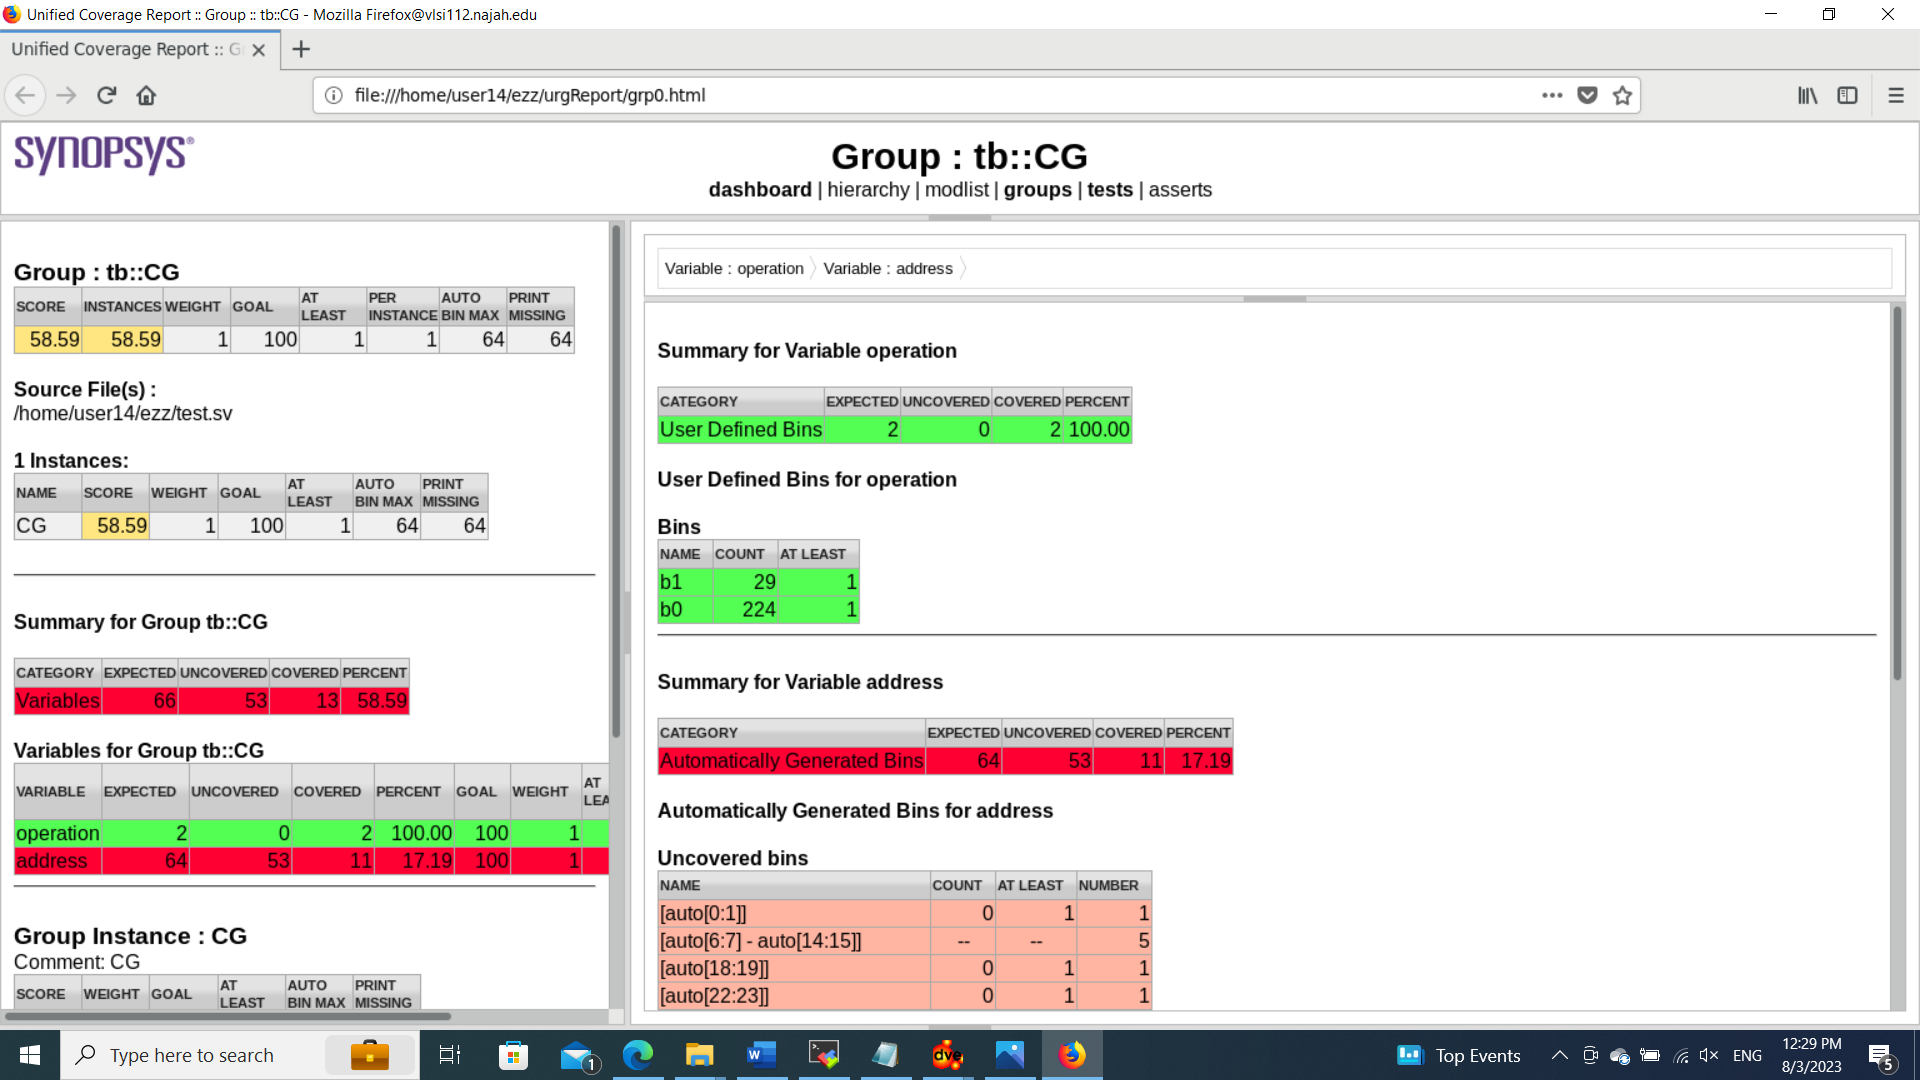 Unified Coverage Report :: Group :: tb::CG - Mozilla Firefox@vlsi112.najah.edu
Unified Coverage Report :: G
file:///home/user14/ezz/urgReport/grp0.html
SYNOPSYS®
Group : tb::CG
dashboard | hierarchy | modlist | groups | tests | asserts
Group : tb::CG
SCORE INSTANCES WEIGHT GOAL AT LEAST PER INSTANCE AUTO BIN MAX PRINT MISSING
58.59 58.59 1 100 1 1 64 64
Source File(s) :
/home/user14/ezz/test.sv
1 Instances:
NAME SCORE WEIGHT GOAL AT LEAST AUTO BIN MAX PRINT MISSING
CG 58.59 1 100 1 64 64
Summary for Group tb::CG
CATEGORY EXPECTED UNCOVERED COVERED PERCENT
Variables 66 53 13 58.59
Variables for Group tb::CG
VARIABLE EXPECTED UNCOVERED COVERED PERCENT GOAL WEIGHT AT LEA
operation 2 0 2 100.00 100 1
address 64 53 11 17.19 100 1
Group Instance : CG
Comment: CG
SCORE WEIGHT GOAL AT LEAST AUTO BIN MAX PRINT MISSING
Variable : operation Variable : address
Summary for Variable operation
CATEGORY EXPECTED UNCOVERED COVERED PERCENT
User Defined Bins 2 0 2 100.00
User Defined Bins for operation
Bins
NAME COUNT AT LEAST
b1 29 1
b0 224 1
Summary for Variable address
CATEGORY EXPECTED UNCOVERED COVERED PERCENT
Automatically Generated Bins 64 53 11 17.19
Automatically Generated Bins for address
Uncovered bins
NAME COUNT AT LEAST NUMBER
[auto[0:1]] 0 1 1
[auto[6:7] - auto[14:15]] -- -- 5
[auto[18:19]] 0 1 1
[auto[22:23]] 0 1 1
Type here to search
1
dve
Top Events
ENG
12:29 PM
8/3/2023
5